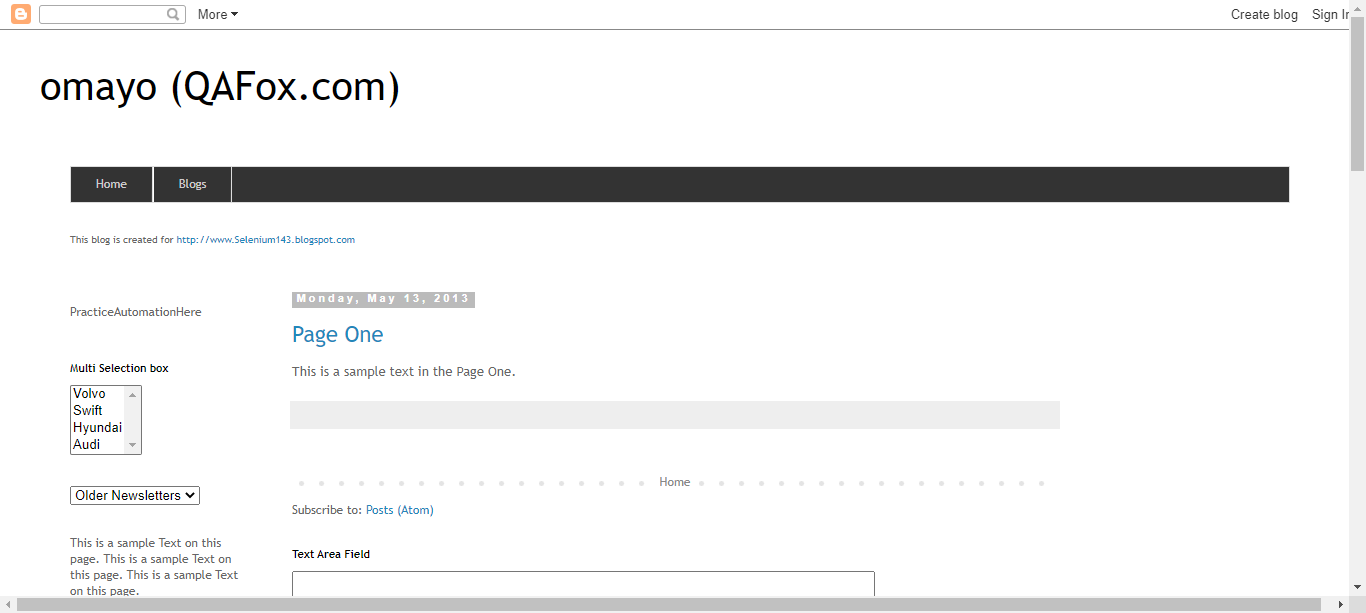 More
Create blog
Sign In
omayo (QAFox.com)
Home
Blogs
This blog is created for http://www.Selenium143.blogspot.com
PracticeAutomationHere
Multi Selection box
Volvo
Swift
Hyundai
Audi
Older Newsletters
This is a sample Text on this
page. This is a sample Text on
this page. This is a sample Text
on this page.
Monday, May 13, 2013
Page One
This is a sample text in the Page One.
Home
Subscribe to: Posts (Atom)
Text Area Field